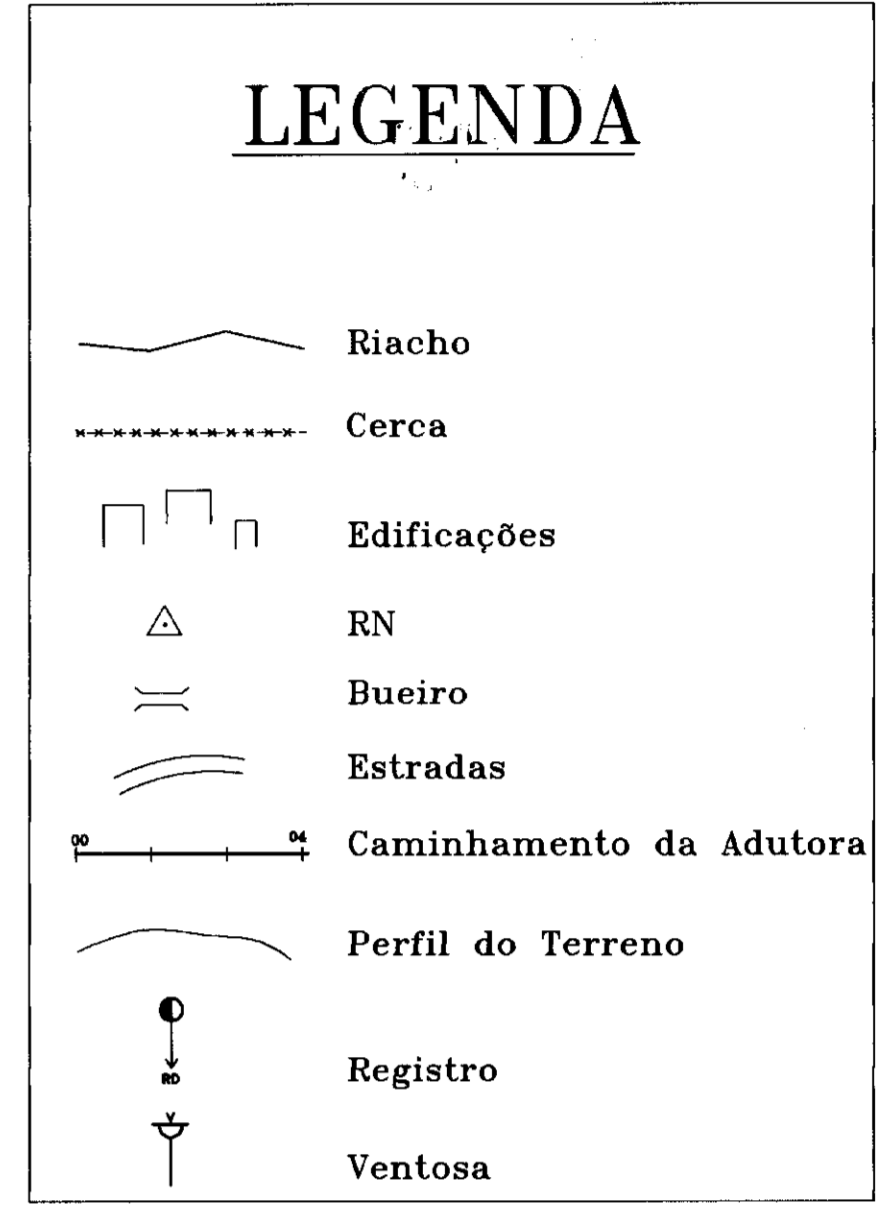 LEGENDA
Riacho
Cerca
Edificações
RN
Bueiro
Estradas
00 04 Caminhamento da Adutora
Perfil do Terreno
RD Registro
V Ventosa